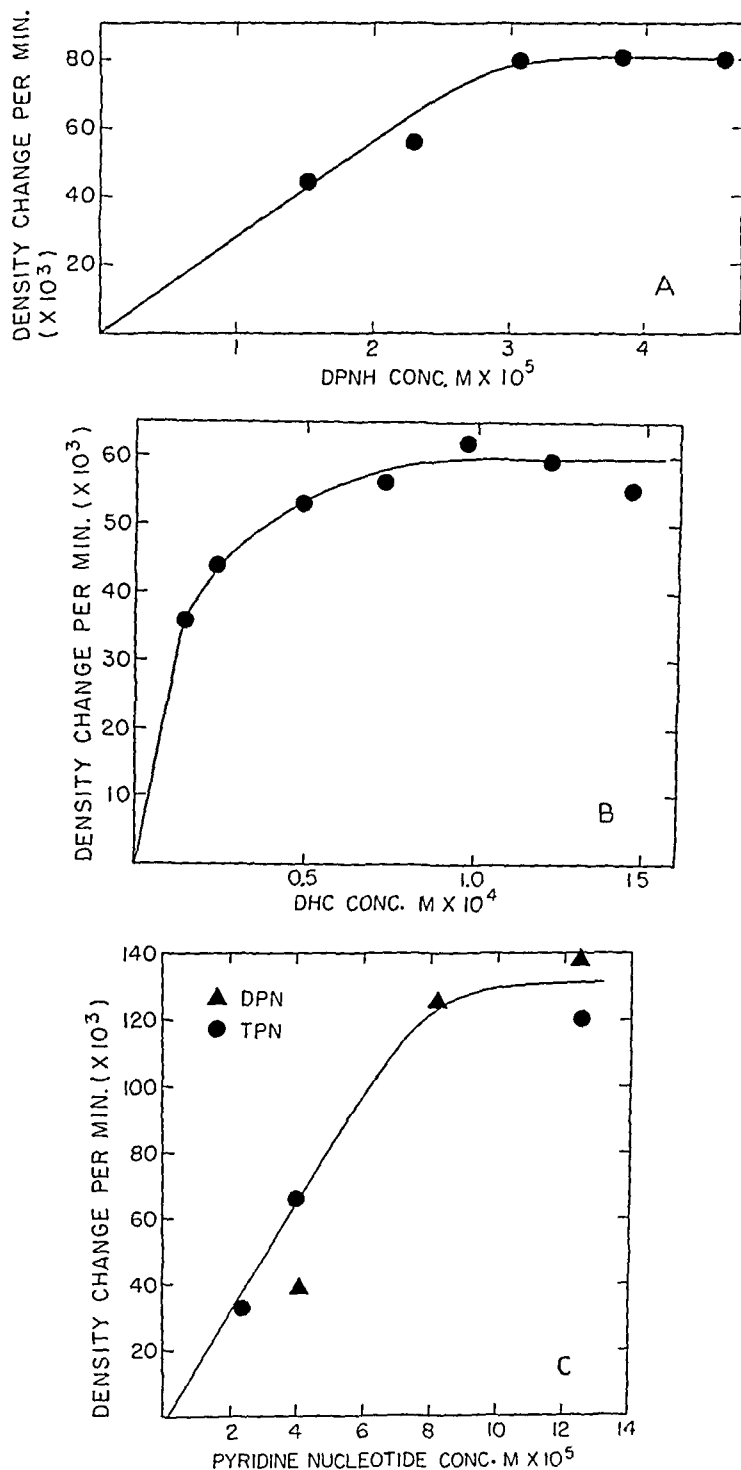 DENSITY CHANGE PER MIN.
(X 10³)
80
60
40
20
A
1
2
3
4
DPNH CONC. M X 10⁵
DENSITY CHANGE PER MIN. (X 10³)
60
50
40
30
20
10
B
0.5
1.0
15
DHC CONC. M X 10⁴
DENSITY CHANGE PER MIN. (X 10³)
140
120
100
80
60
40
20
▲ DPN
● TPN
C
2
4
6
8
10
12
14
PYRIDINE NUCLEOTIDE CONC. M X 10⁵